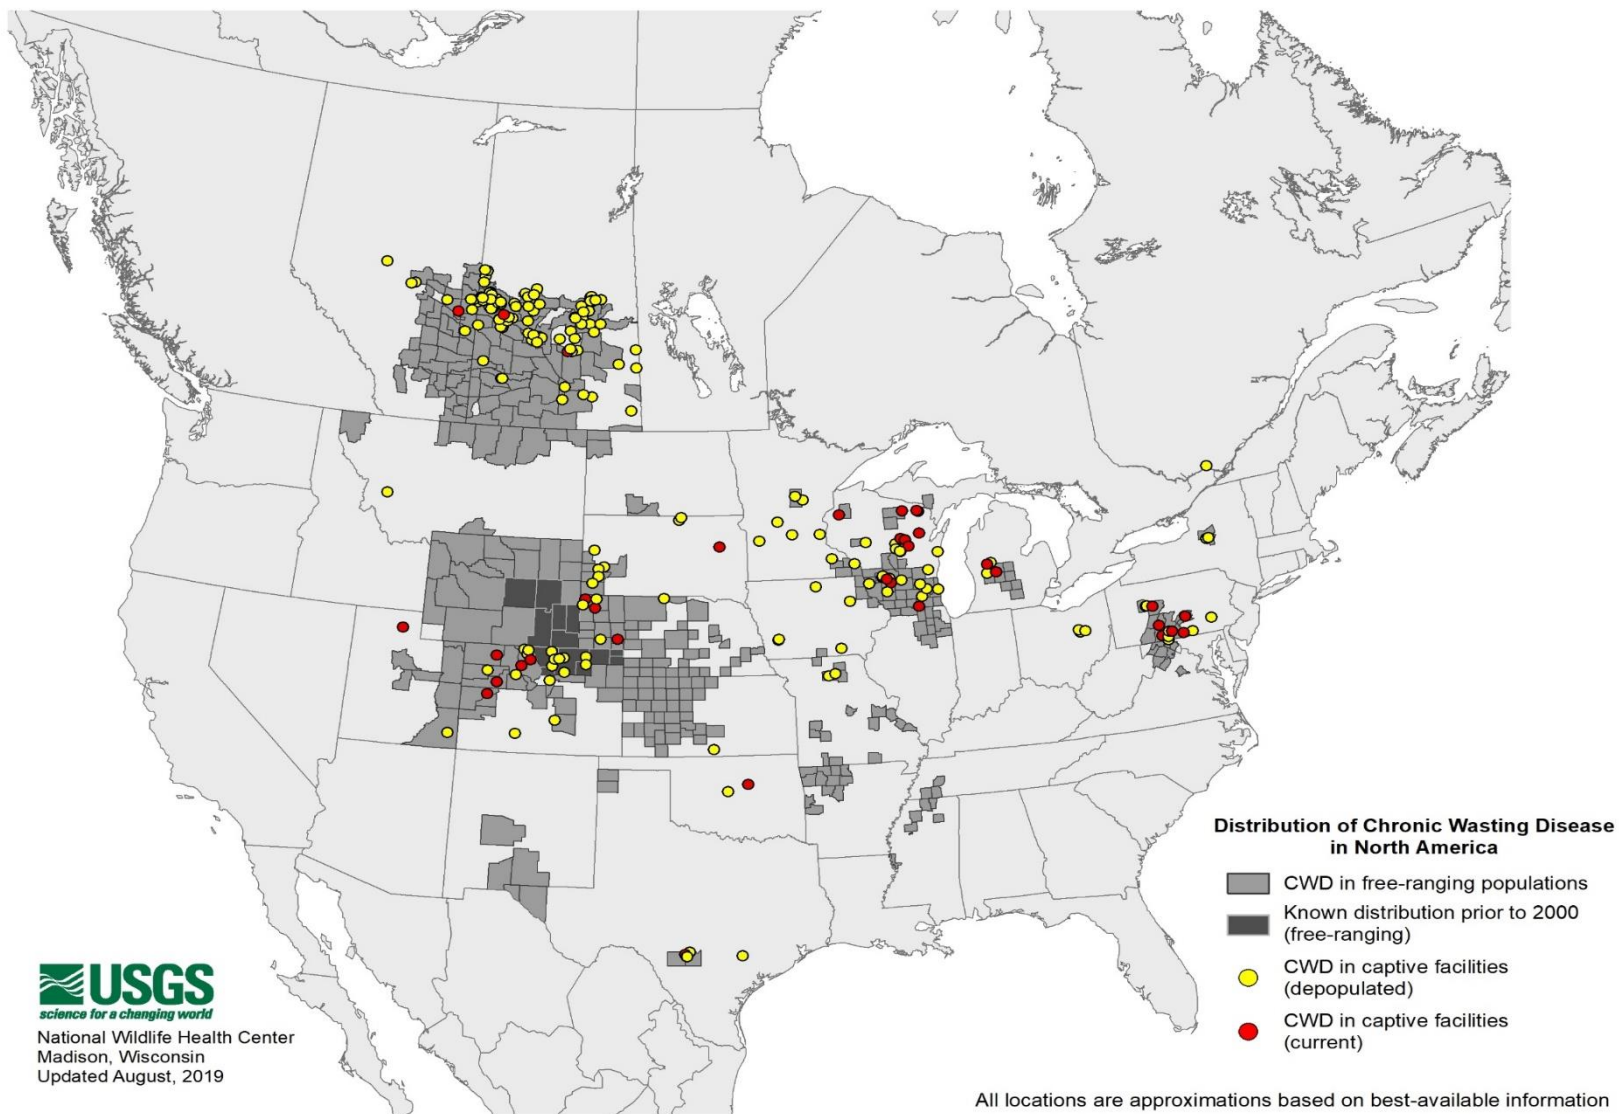 Distribution of Chronic Wasting Disease
in North America
CWD in free-ranging populations
Known distribution prior to 2000
(free-ranging)
CWD in captive facilities
(depopulated)
CWD in captive facilities
(current)
USGS
science for a changing world
National Wildlife Health Center
Madison, Wisconsin
Updated August, 2019
All locations are approximations based on best-available information